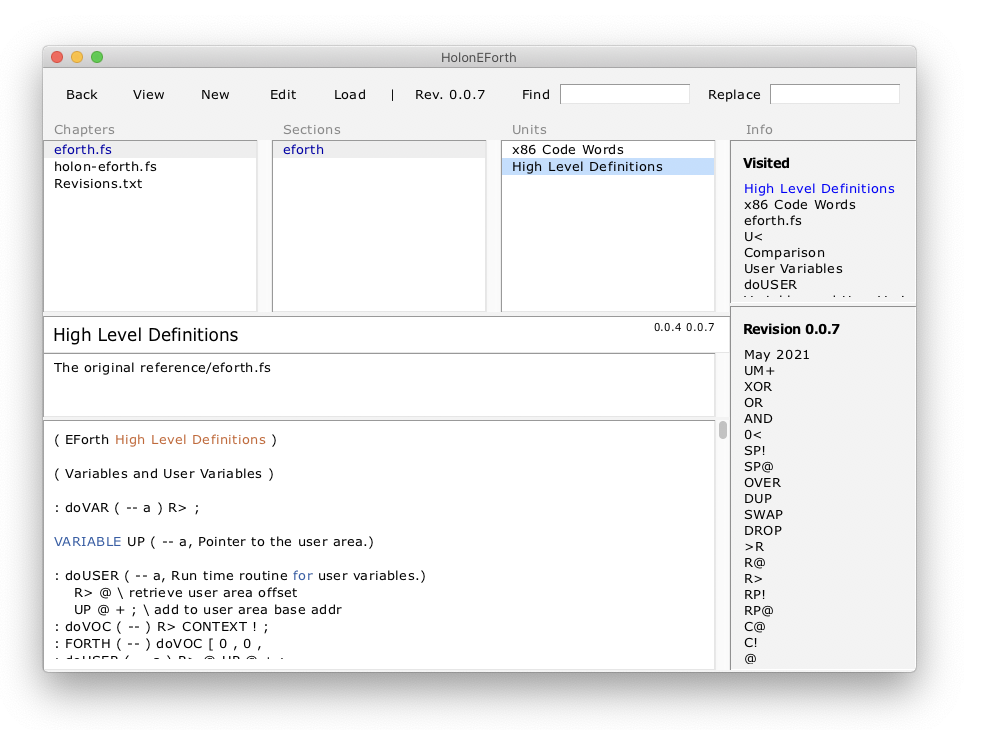 HolonEForth
Back View New Edit Load | Rev. 0.0.7 Find Replace
Chapters
eforth.fs
holon-eforth.fs
Revisions.txt
Sections
eforth
Units
x86 Code Words
High Level Definitions
Info
Visited
High Level Definitions
x86 Code Words
eforth.fs
U<
Comparison
User Variables
doUSER
High Level Definitions
0.0.4 0.0.7
The original reference/eforth.fs
( EForth High Level Definitions )
( Variables and User Variables )
: doVAR ( -- a ) R> ;
VARIABLE UP ( -- a, Pointer to the user area.)
: doUSER ( -- a, Run time routine for user variables.)
R> @ \ retrieve user area offset
UP @ + ; \ add to user area base addr
: doVOC ( -- ) R> CONTEXT ! ;
: FORTH ( -- ) doVOC [ 0 , 0 ,
Revision 0.0.7
May 2021
UM+
XOR
OR
AND
0<
SP!
SP@
OVER
DUP
SWAP
DROP
>R
R@
R>
RP!
RP@
C@
C!
@